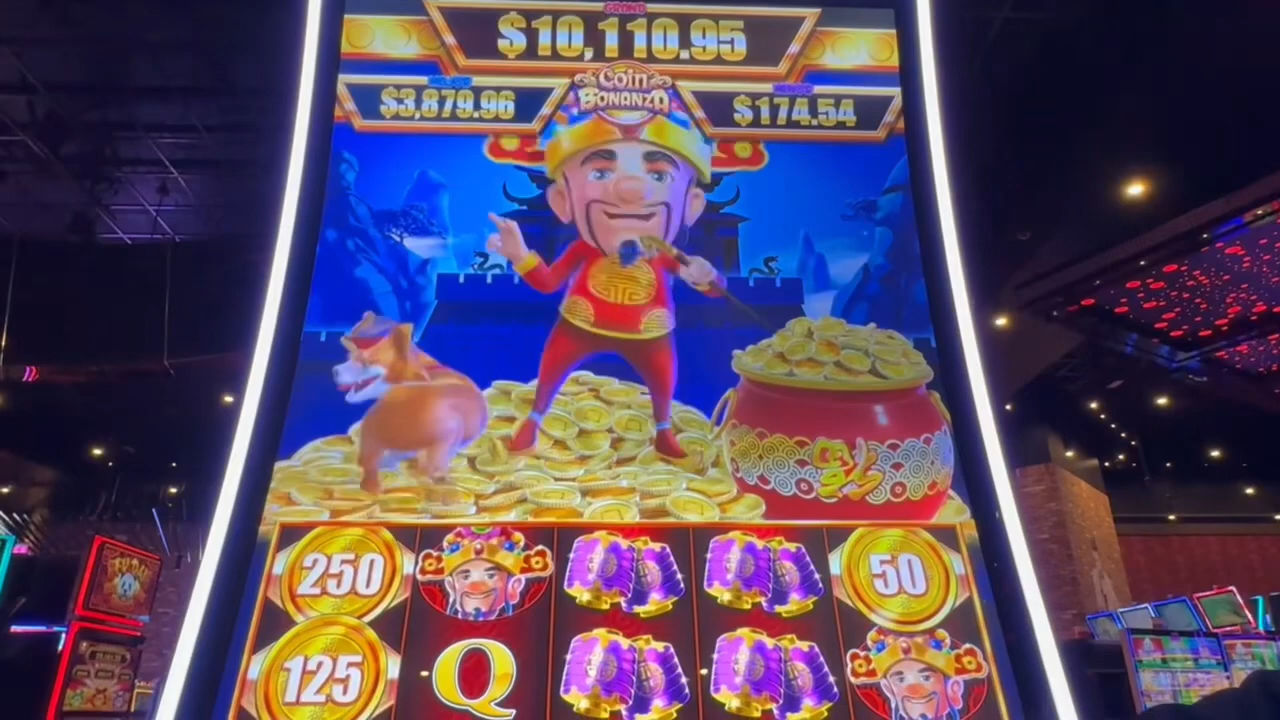 GRAND
$10,110.95
Coin
BONANZA
$3,879.96
$174.54
250
50
125
Q